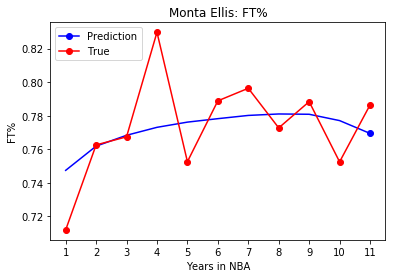 Monta Ellis: FT%
Prediction
True
FT%
0.82
0.80
0.78
0.76
0.74
0.72
1 2 3 4 5 6 7 8 9 10 11
Years in NBA